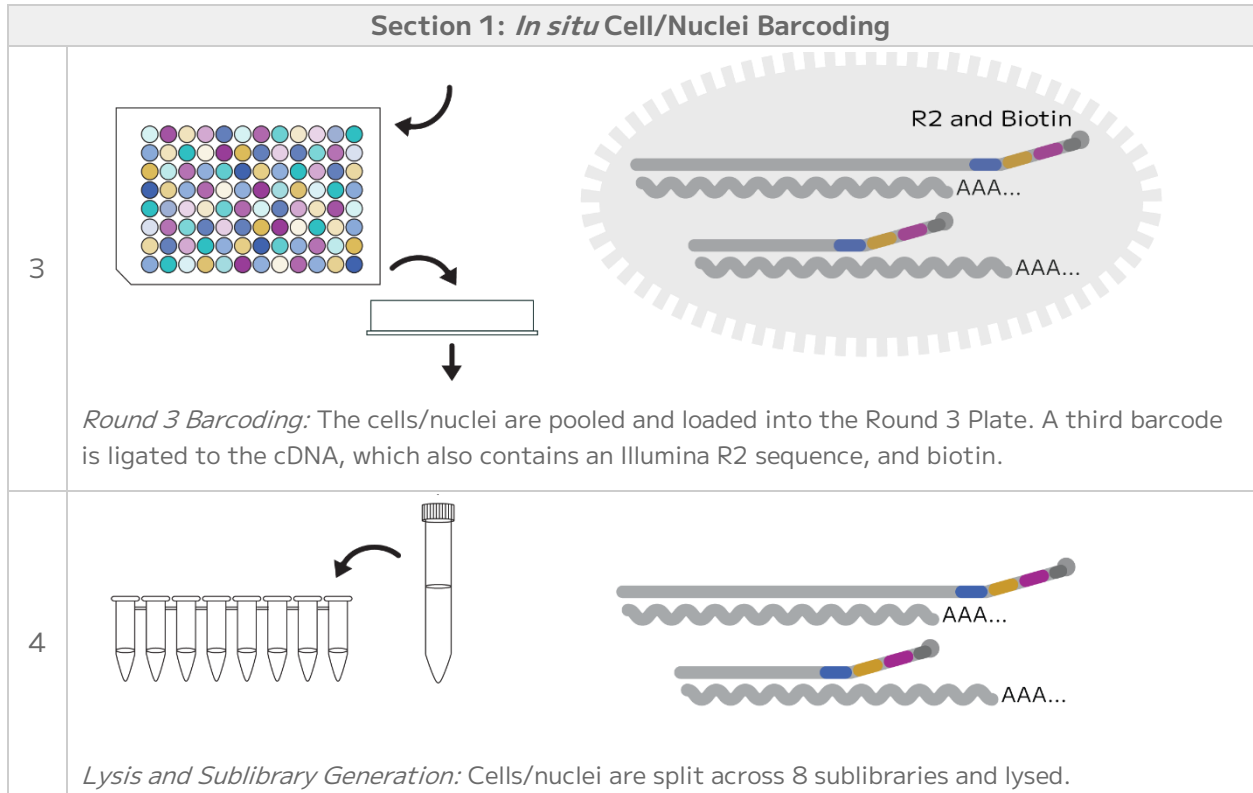 Section 1: In situ Cell/Nuclei Barcoding
3
R2 and Biotin
AAA...
AAA...
Round 3 Barcoding: The cells/nuclei are pooled and loaded into the Round 3 Plate. A third barcode
is ligated to the cDNA, which also contains an Illumina R2 sequence, and biotin.
4
AAA...
AAA...
Lysis and Sublibrary Generation: Cells/nuclei are split across 8 sublibraries and lysed.